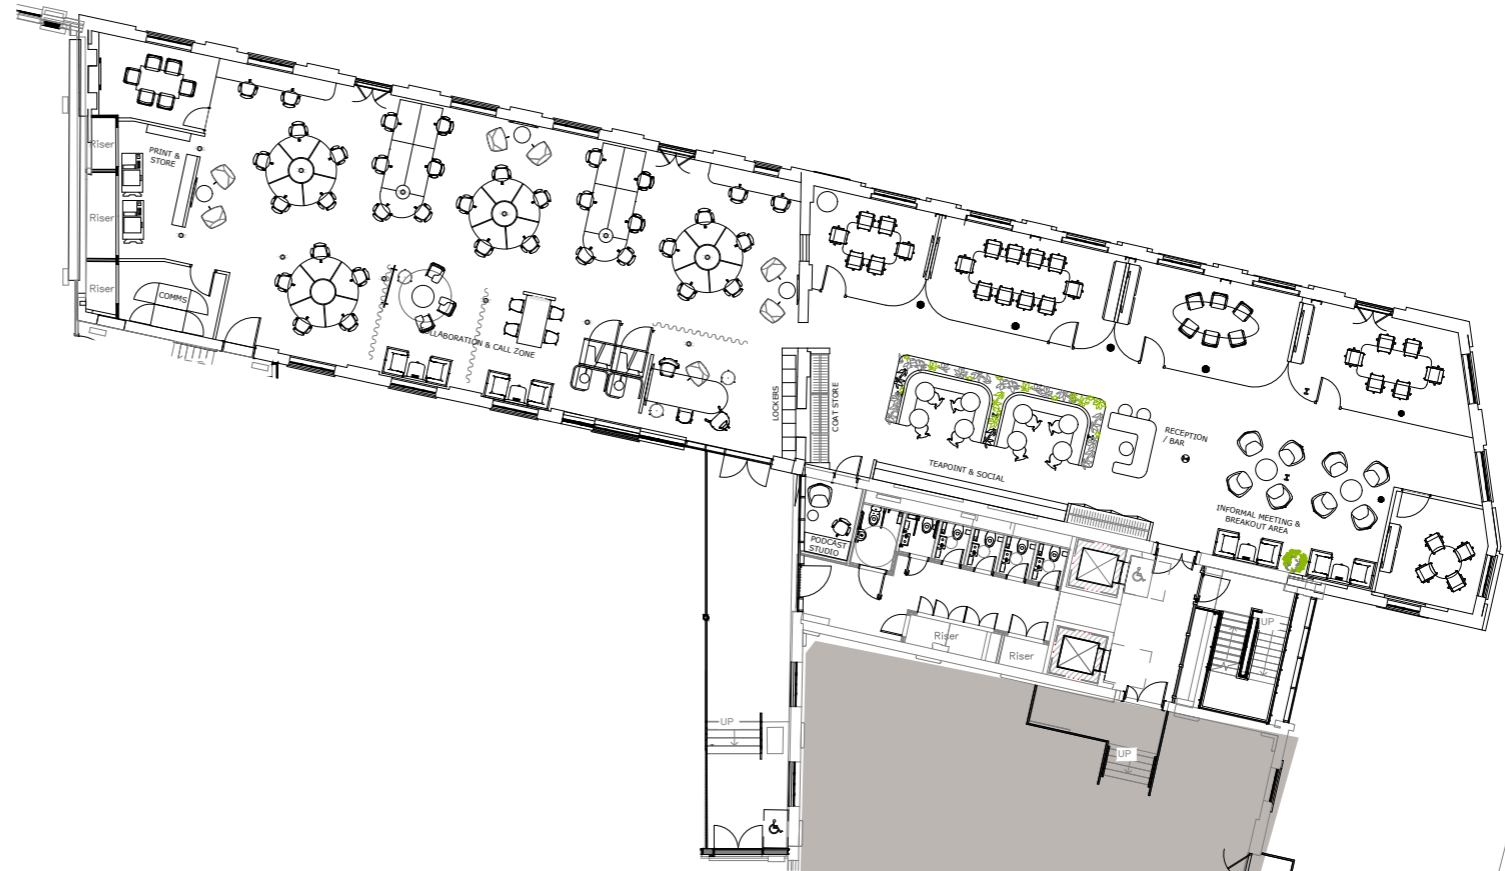 Riser
PRINT &
STORE
Riser
Riser
COMMS
COLLABORATION & CALL ZONE
LOCKERS
COAT STORE
RECEPTION
/ BAR
TEAPOINT & SOCIAL
INFORMAL MEETING &
BREAKOUT AREA
PODCAST
STUDIO
Riser
Riser
UP
UP
UP